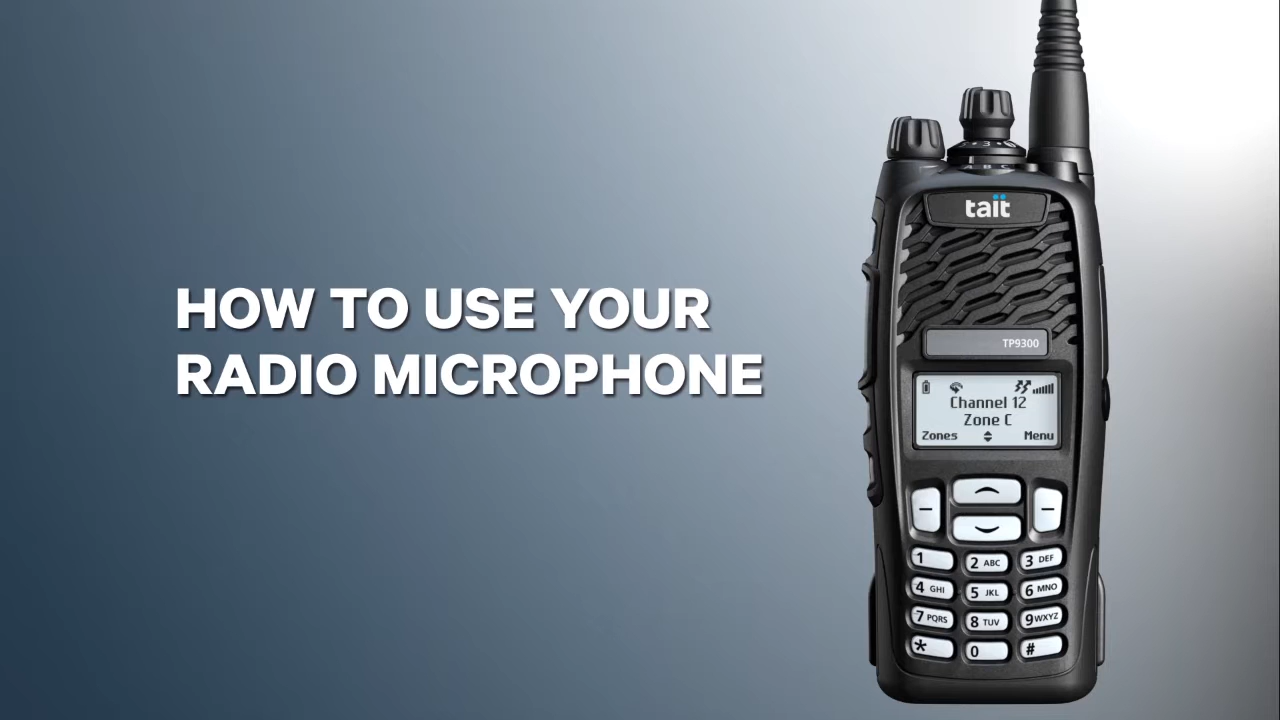 HOW TO USE YOUR
RADIO MICROPHONE
3
A B C
tait
TP9300
Channel 12
Zone C
Zones Menu
1 2 ABC 3 DEF
4 GHI 5 JKL 6 MNO
7 PQRS 8 TUV 9 WXYZ
* 0 #